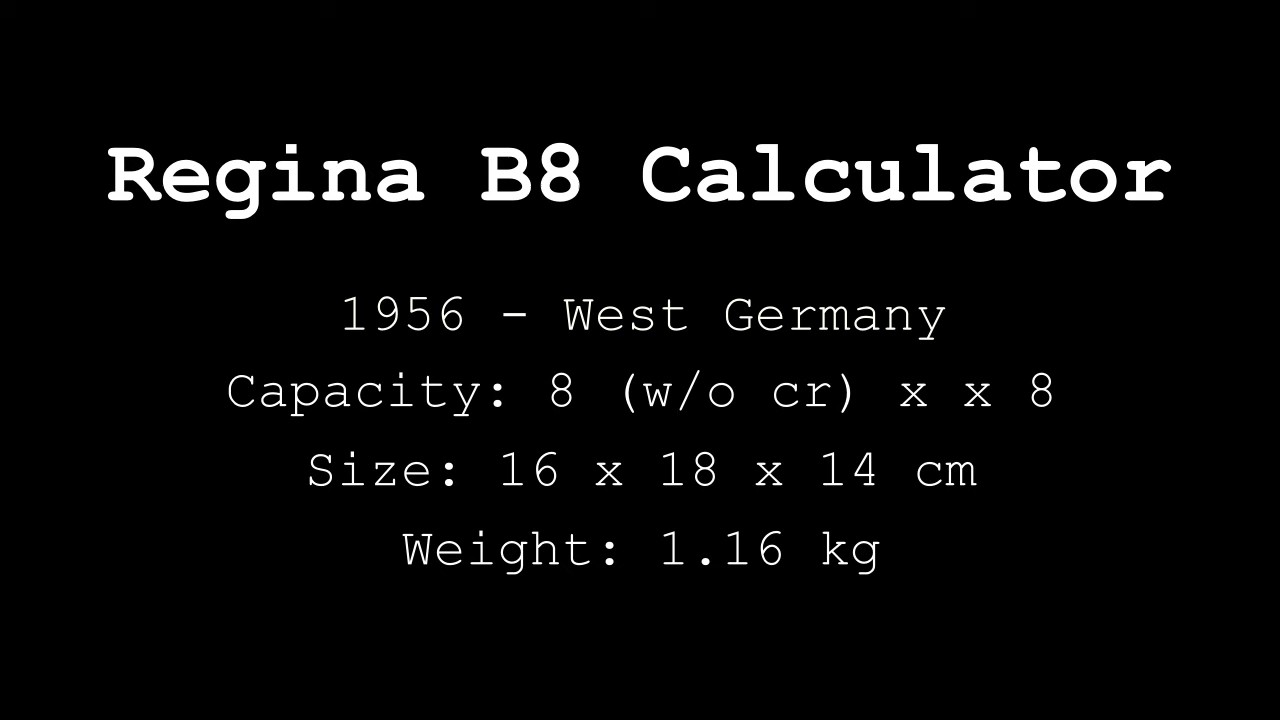 Regina B8 Calculator
1956 - West Germany
Capacity: 8 (w/o cr) x x 8
Size: 16 x 18 x 14 cm
Weight: 1.16 kg